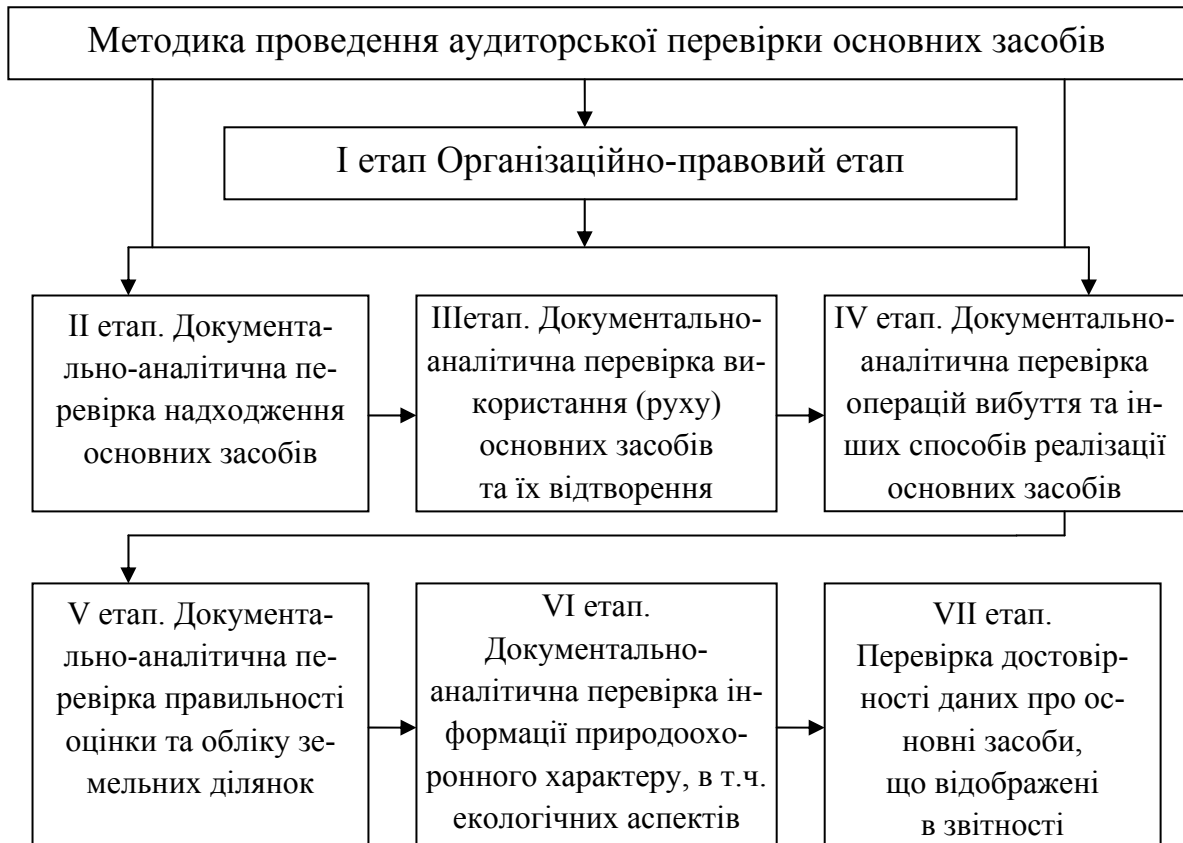 Методика проведення аудиторської перевірки основних засобів
I етап Організаційно-правовий етап
II етап. Документа-
льно-аналітична пе-
ревірка надходження
основних засобів
IIIетап. Документально-
аналітична перевірка ви-
користання (руху)
основних засобів
та їх відтворення
IV етап. Документально-
аналітична перевірка
операцій вибуття та ін-
ших способів реалізації
основних засобів
V етап. Документа-
льно-аналітична пе-
ревірка правильності
оцінки та обліку зе-
мельних ділянок
VI етап.
Документально-
аналітична перевірка ін-
формації природоохо-
ронного характеру, в т.ч.
екологічних аспектів
VII етап.
Перевірка достовір-
ності даних про ос-
новні засоби,
що відображені
в звітності